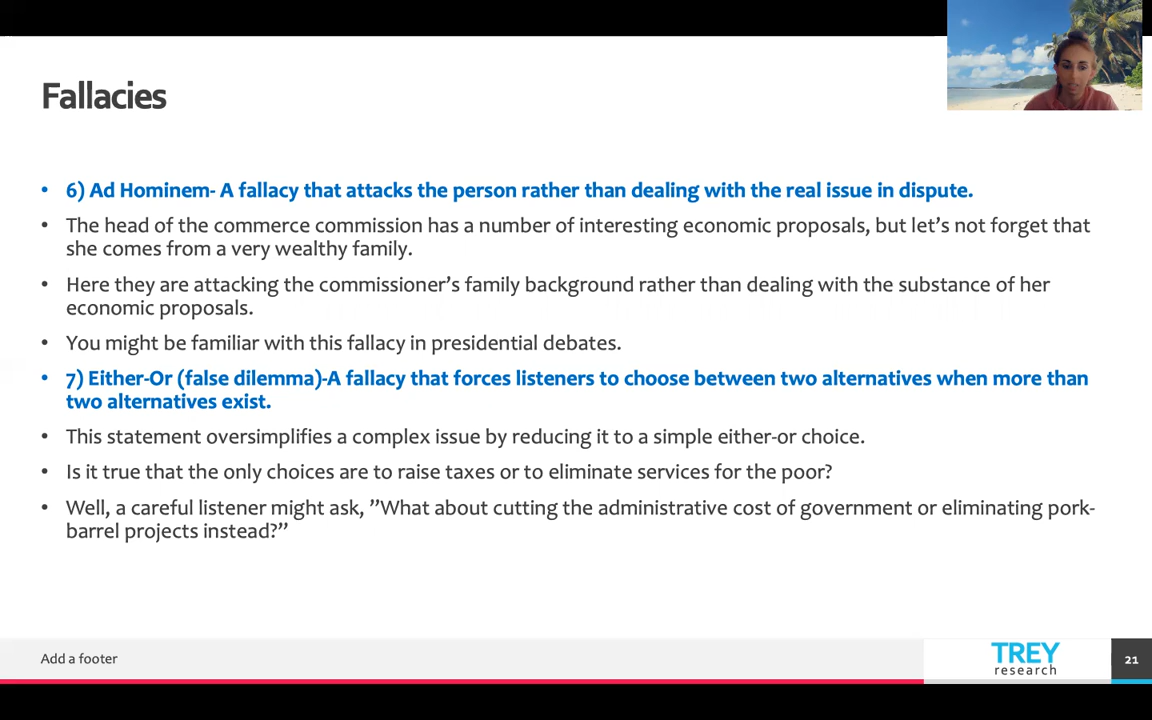 Fallacies
• 6) Ad Hominem- A fallacy that attacks the person rather than dealing with the real issue in dispute.
• The head of the commerce commission has a number of interesting economic proposals, but let’s not forget that
she comes from a very wealthy family.
• Here they are attacking the commissioner’s family background rather than dealing with the substance of her
economic proposals.
• You might be familiar with this fallacy in presidential debates.
• 7) Either-Or (false dilemma)-A fallacy that forces listeners to choose between two alternatives when more than
two alternatives exist.
• This statement oversimplifies a complex issue by reducing it to a simple either-or choice.
• Is it true that the only choices are to raise taxes or to eliminate services for the poor?
• Well, a careful listener might ask, ”What about cutting the administrative cost of government or eliminating pork-
barrel projects instead?”
Add a footer
TREY
research
21